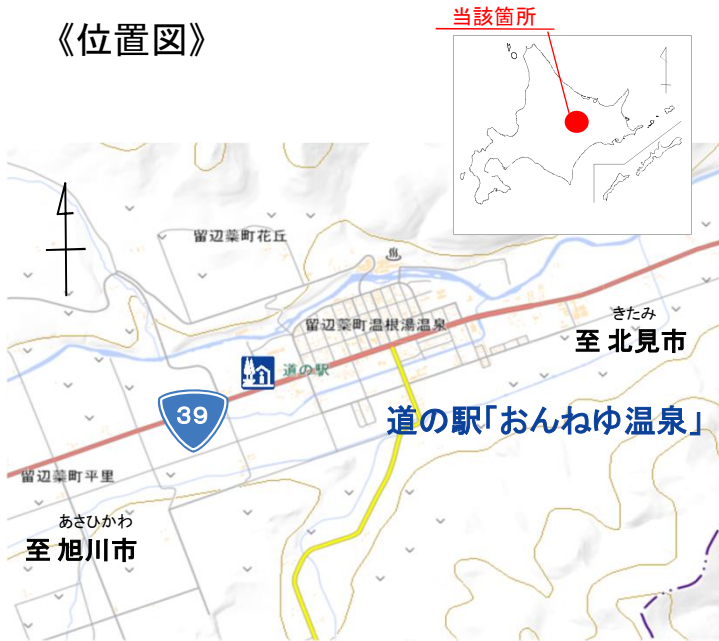 《位置図》
当該箇所
留辺蘂町花丘
留辺蘂町温根湯温泉
きたみ
至 北見市
道の駅
39
道の駅「おんねゆ温泉」
留辺蘂町平里
あさひかわ
至 旭川市